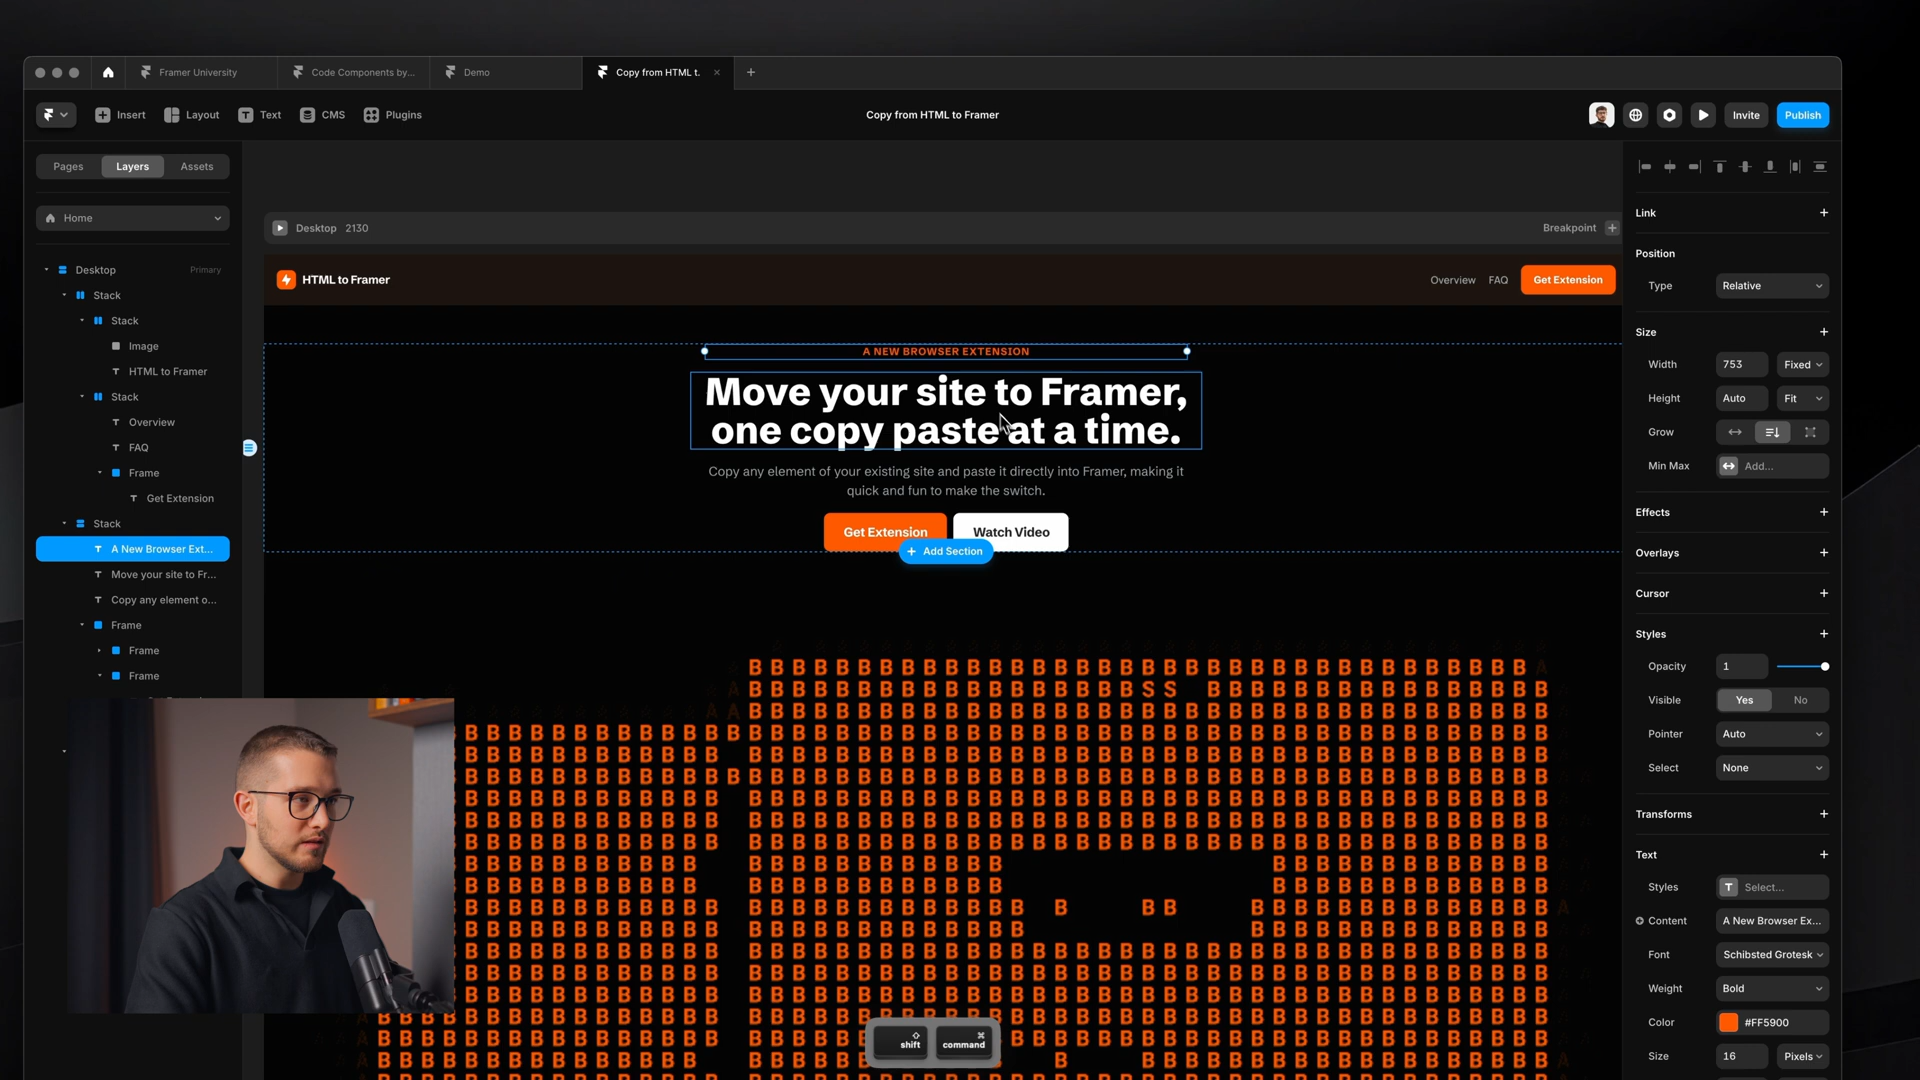 Framer University
Code Components by...
Demo
Copy from HTML t.
Insert
Layout
Text
CMS
Plugins
Copy from HTML to Framer
Invite
Publish
Pages
Layers
Assets
Home
Desktop
Primary
Stack
Stack
Image
HTML to Framer
Stack
Overview
FAQ
Frame
Get Extension
Stack
A New Browser Ext...
Move your site to Fr...
Copy any element o...
Frame
Frame
Frame
Desktop 2130
Breakpoint
HTML to Framer
Overview
FAQ
Get Extension
A NEW BROWSER EXTENSION
Move your site to Framer,
one copy paste at a time.
Copy any element of your existing site and paste it directly into Framer, making it
quick and fun to make the switch.
Get Extension
Watch Video
Add Section
shift
command
Link
Position
Type
Relative
Size
Width
753
Fixed
Height
Auto
Fit
Grow
Min Max
Add...
Effects
Overlays
Cursor
Styles
Opacity
1
Visible
Yes
No
Pointer
Auto
Select
None
Transforms
Text
Styles
Select...
Content
A New Browser Ex...
Font
Schibsted Grotesk
Weight
Bold
Color
#FF5900
Size
16
Pixels